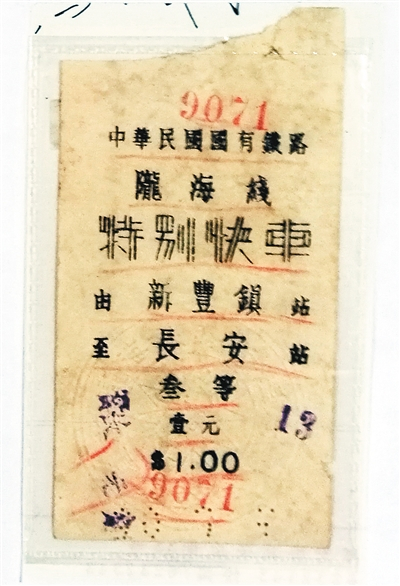 9071
中華民國國有鐵路
隴海綫
特別快車
由 新豐鎮 站
至 長安 站
叁等
壹元 13
$1.00
9071